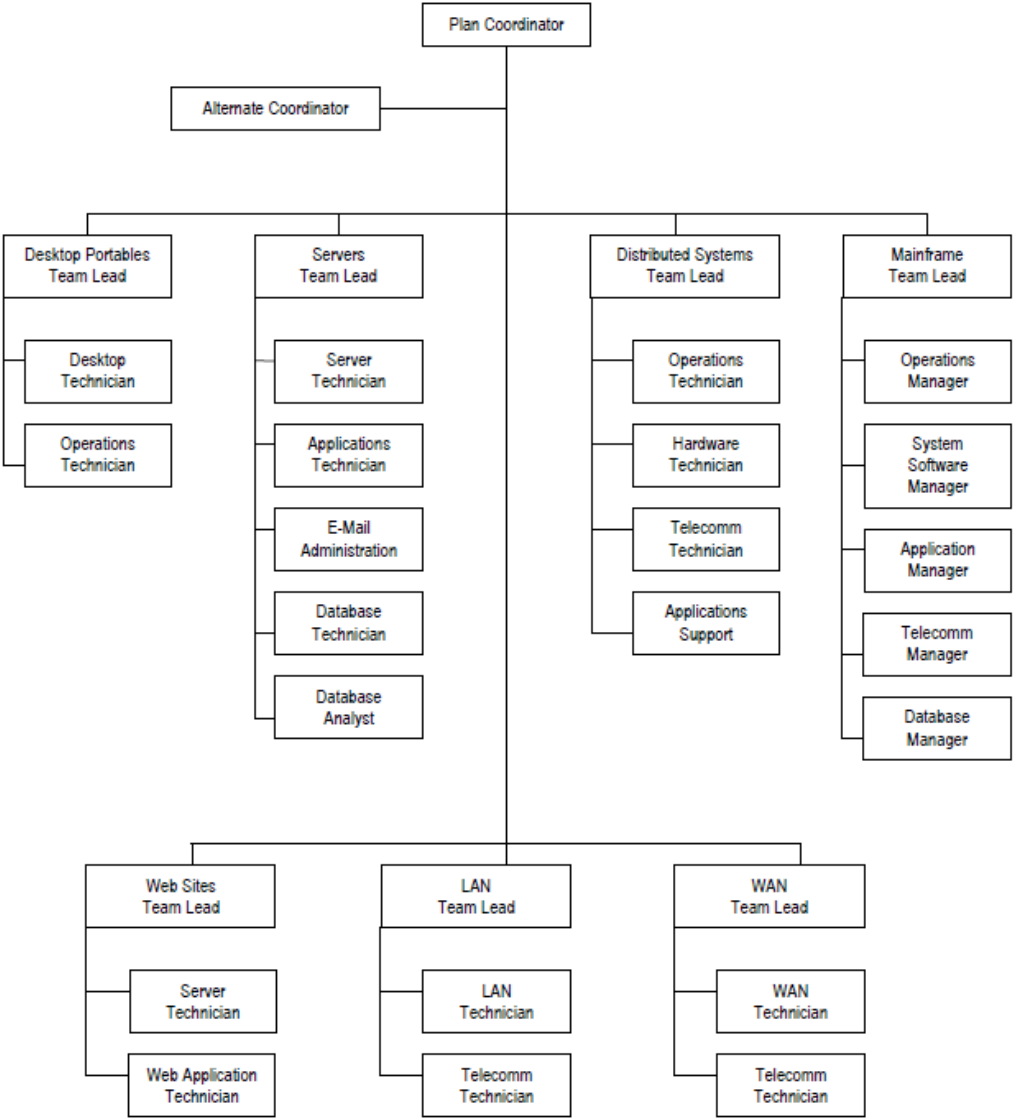 Plan Coordinator
Alternate Coordinator
Desktop Portables
Team Lead
Desktop
Technician
Operations
Technician
Servers
Team Lead
Server
Technician
Applications
Technician
E-Mail
Administration
Database
Technician
Database
Analyst
Distributed Systems
Team Lead
Operations
Technician
Hardware
Technician
Telecomm
Technician
Applications
Support
Mainframe
Team Lead
Operations
Manager
System
Software
Manager
Application
Manager
Telecomm
Manager
Database
Manager
Web Sites
Team Lead
Server
Technician
Web Application
Technician
LAN
Team Lead
LAN
Technician
Telecomm
Technician
WAN
Team Lead
WAN
Technician
Telecomm
Technician